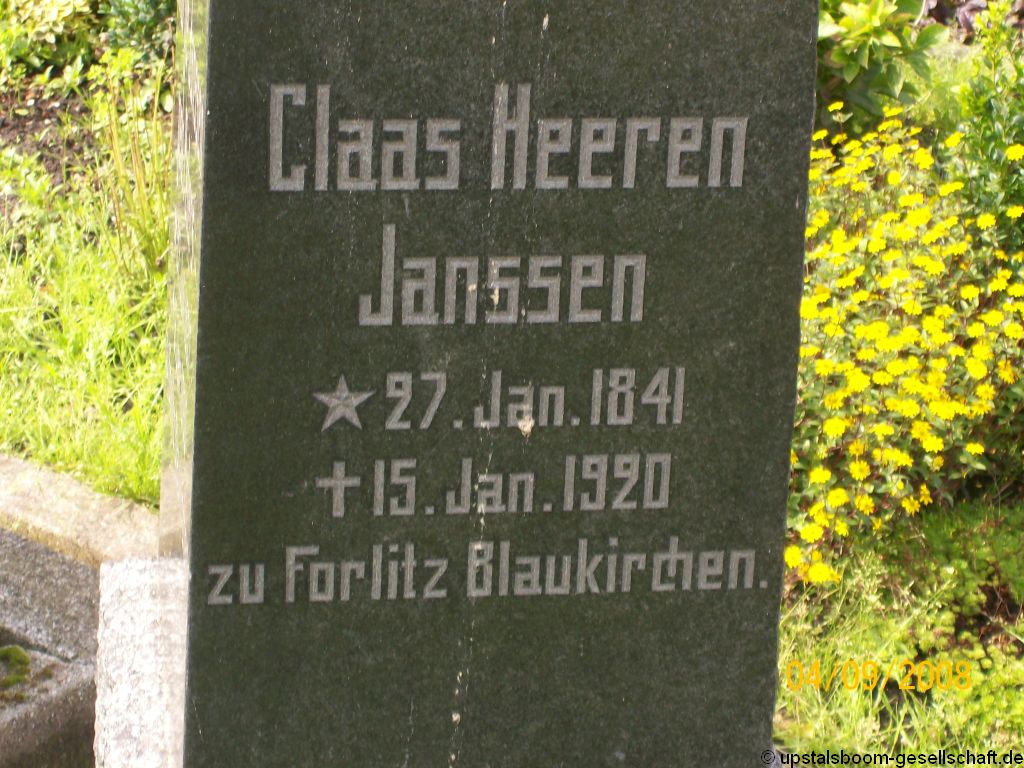 Claas Heeren
Janssen
★ 27. Jan. 1841
✝ 15. Jan. 1920
zu Forlitz Blaukirchen.
04/09/2008
© upstalsboom-gesellschaft.de